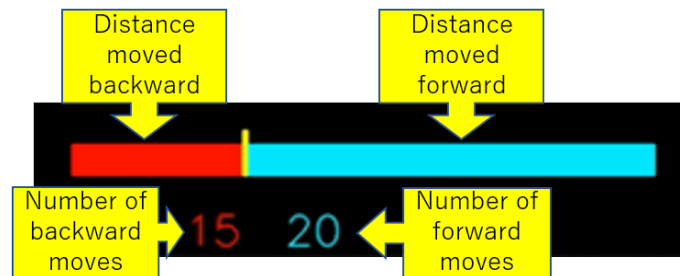 Distance
moved
backward
Distance
moved
forward
Number of
backward
moves
15
20
Number of
forward
moves